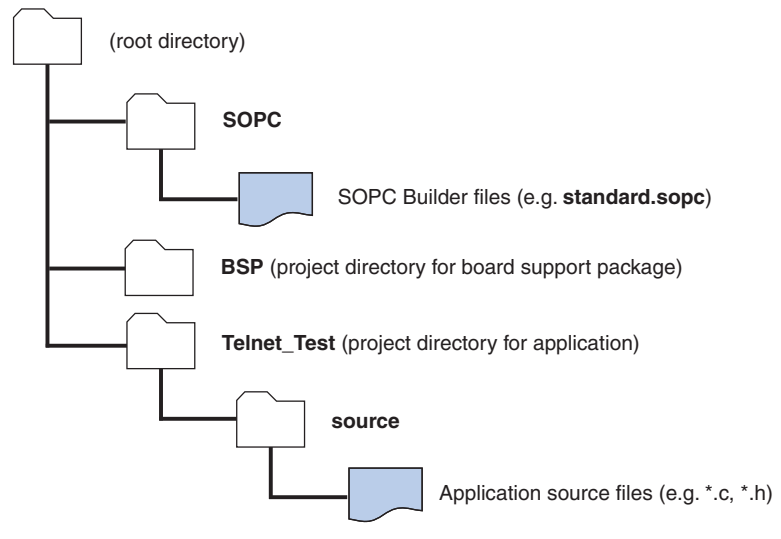 (root directory)
SOPC
SOPC Builder files (e.g. standard.sopc)
BSP (project directory for board support package)
Telnet_Test (project directory for application)
source
Application source files (e.g. *.c, *.h)